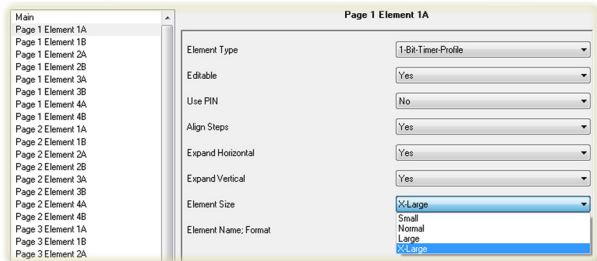 Main
Page 1 Element 1A
Page 1 Element 1B
Page 1 Element 2A
Page 1 Element 2B
Page 1 Element 3A
Page 1 Element 3B
Page 1 Element 4A
Page 1 Element 4B
Page 2 Element 1A
Page 2 Element 1B
Page 2 Element 2A
Page 2 Element 2B
Page 2 Element 3A
Page 2 Element 3B
Page 2 Element 4A
Page 2 Element 4B
Page 3 Element 1A
Page 3 Element 1B
Page 3 Element 2A
Page 1 Element 1A
Element Type 1-Bit-Timer-Profile
Editable Yes
Use PIN No
Align Steps Yes
Expand Horizontal Yes
Expand Vertical Yes
Element Size X-Large
Small
Normal
Large
X-Large
Element Name; Format